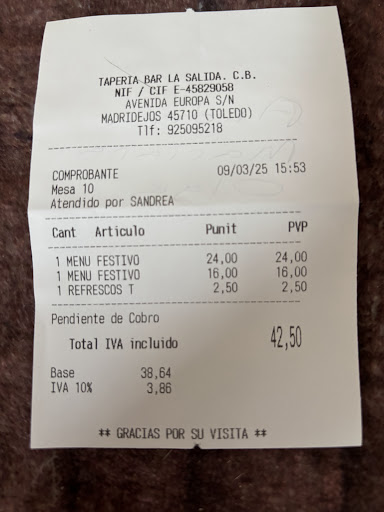 TAPERIA BAR LA SALIDA. C.B.
NIF / CIF E-45829058
AVENIDA EUROPA S/N
MADRIDEJOS 45710 (TOLEDO)
Tlf: 925095218
COMPROBANTE 09/03/25 15:53
Mesa 10
Atendido por SANDREA
Cant Articulo Punit PVP
1 MENU FESTIVO 24,00 24,00
1 MENU FESTIVO 16,00 16,00
1 REFRESCOS T 2,50 2,50
Pendiente de Cobro
Total IVA incluido 42,50
Base 38,64
IVA 10% 3,86
** GRACIAS POR SU VISITA **